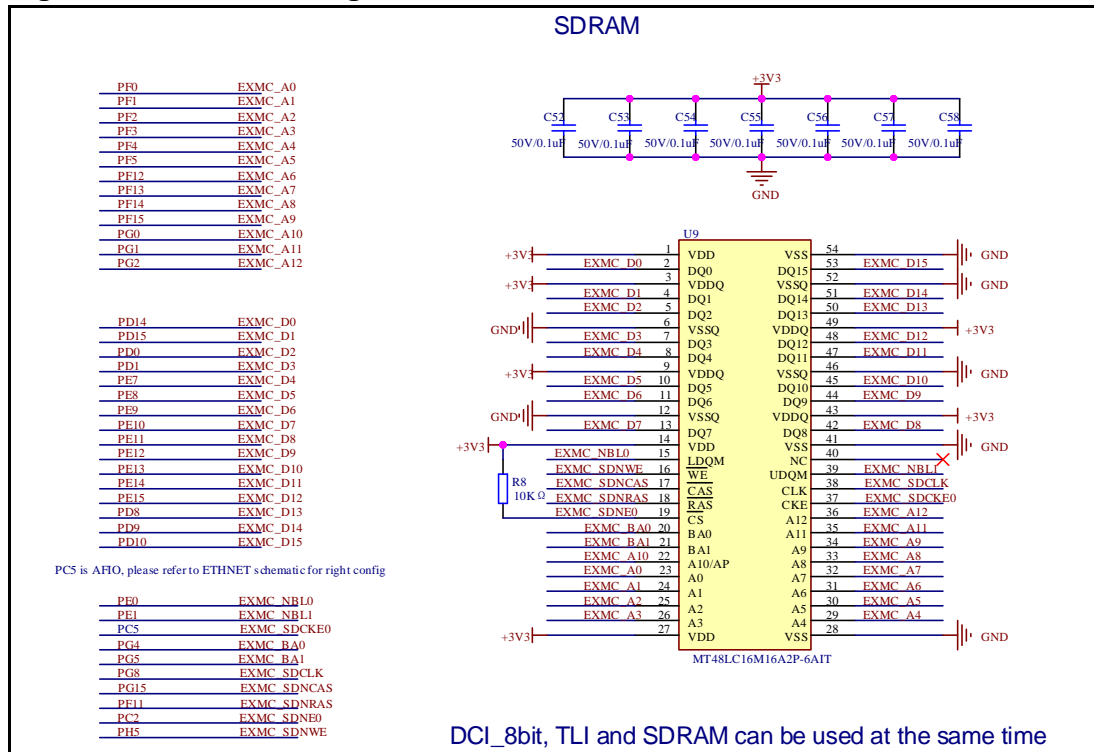 SDRAM
PF0 EXMC_A0
PF1 EXMC_A1
PF2 EXMC_A2
PF3 EXMC_A3
PF4 EXMC_A4
PF5 EXMC_A5
PF12 EXMC_A6
PF13 EXMC_A7
PF14 EXMC_A8
PF15 EXMC_A9
PG0 EXMC_A10
PG1 EXMC_A11
PG2 EXMC_A12
PD14 EXMC_D0
PD15 EXMC_D1
PD0 EXMC_D2
PD1 EXMC_D3
PE7 EXMC_D4
PE8 EXMC_D5
PE9 EXMC_D6
PE10 EXMC_D7
PE11 EXMC_D8
PE12 EXMC_D9
PE13 EXMC_D10
PE14 EXMC_D11
PE15 EXMC_D12
PD8 EXMC_D13
PD9 EXMC_D14
PD10 EXMC_D15
PC5 is AFIO, please refer to ETHNET schematic for right config
PE0 EXMC_NBL0
PE1 EXMC_NBL1
PC5 EXMC_SDCKE0
PG4 EXMC_BA0
PG5 EXMC_BA1
PG8 EXMC_SDCLK
PG15 EXMC_SDNCAS
PF11 EXMC_SDNRAS
PC2 EXMC_SDNE0
PH5 EXMC_SDNWE
+3V3
C52 C53 C54 C55 C56 C57 C58
50V/0.1uF 50V/0.1uF 50V/0.1uF 50V/0.1uF 50V/0.1uF 50V/0.1uF 50V/0.1uF
GND
U9
+3V3 1 VDD VSS 54 GND
EXMC_D0 2 DQ0 DQ15 53 EXMC_D15
+3V3 3 VDDQ VSSQ 52 GND
EXMC_D1 4 DQ1 DQ14 51 EXMC_D14
EXMC_D2 5 DQ2 DQ13 50 EXMC_D13
GND 6 VSSQ VDDQ 49 +3V3
EXMC_D3 7 DQ3 DQ12 48 EXMC_D12
EXMC_D4 8 DQ4 DQ11 47 EXMC_D11
+3V3 9 VDDQ VSSQ 46 GND
EXMC_D5 10 DQ5 DQ10 45 EXMC_D10
EXMC_D6 11 DQ6 DQ9 44 EXMC_D9
GND 12 VSSQ VDDQ 43 +3V3
EXMC_D7 13 DQ7 DQ8 42 EXMC_D8
+3V3 14 VDD VSS 41 GND
EXMC_NBL0 15 LDQM NC 40
EXMC_SDNWE 16 WE UDQM 39 EXMC_NBL1
EXMC_SDNCAS 17 CAS CLK 38 EXMC_SDCLK
EXMC_SDNRAS 18 RAS CKE 37 EXMC_SDCKE0
EXMC_SDNE0 19 CS A12 36 EXMC_A12
R8
10KΩ
EXMC_BA0 20 BA0 A11 35 EXMC_A11
EXMC_BA1 21 BA1 A9 34 EXMC_A9
EXMC_A10 22 A10/AP A8 33 EXMC_A8
EXMC_A0 23 A0 A7 32 EXMC_A7
EXMC_A1 24 A1 A6 31 EXMC_A6
EXMC_A2 25 A2 A5 30 EXMC_A5
EXMC_A3 26 A3 A4 29 EXMC_A4
+3V3 27 VDD VSS 28 GND
MT48LC16M16A2P-6AIT
DCI_8bit, TLI and SDRAM can be used at the same time